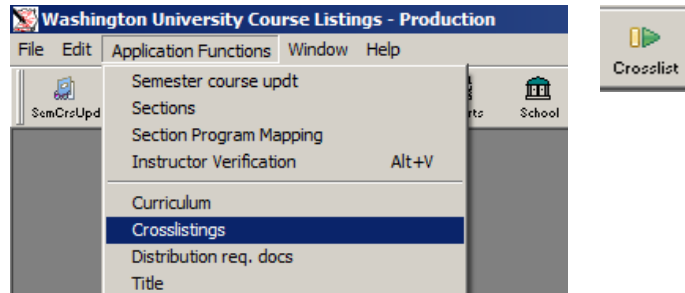 Washington University Course Listings - Production
File Edit Application Functions Window Help
Crosslist
SemCrsUpd
School
Semester course updt
Sections
Section Program Mapping
Instructor Verification Alt+V
Curriculum
Crosslistings
Distribution req. docs
Title